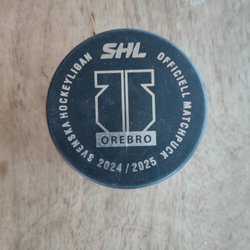 SHL
SVENSKA HOCKEYLIGAN
OFFICIELL MATCHPUCK
ÖREBRO
2024/2025